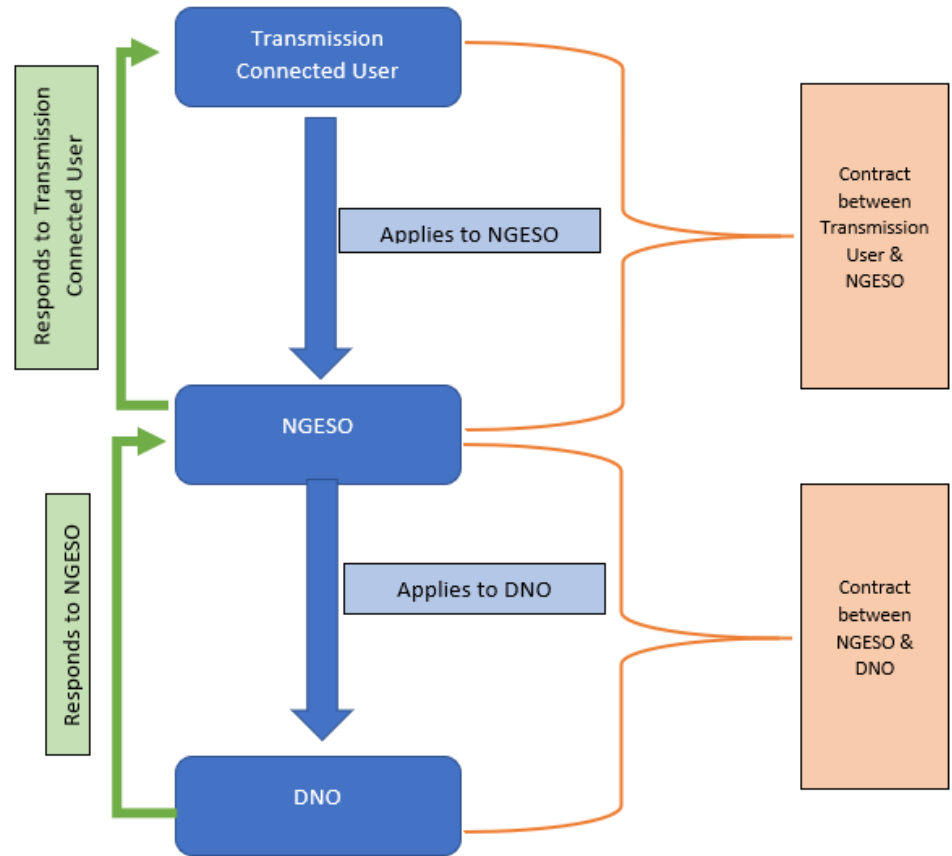 Transmission
Connected User
Responds to Transmission
Connected User
Applies to NGESO
Contract
between
Transmission
User &
NGESO
NGESO
Responds to NGESO
Applies to DNO
Contract
between
NGESO &
DNO
DNO